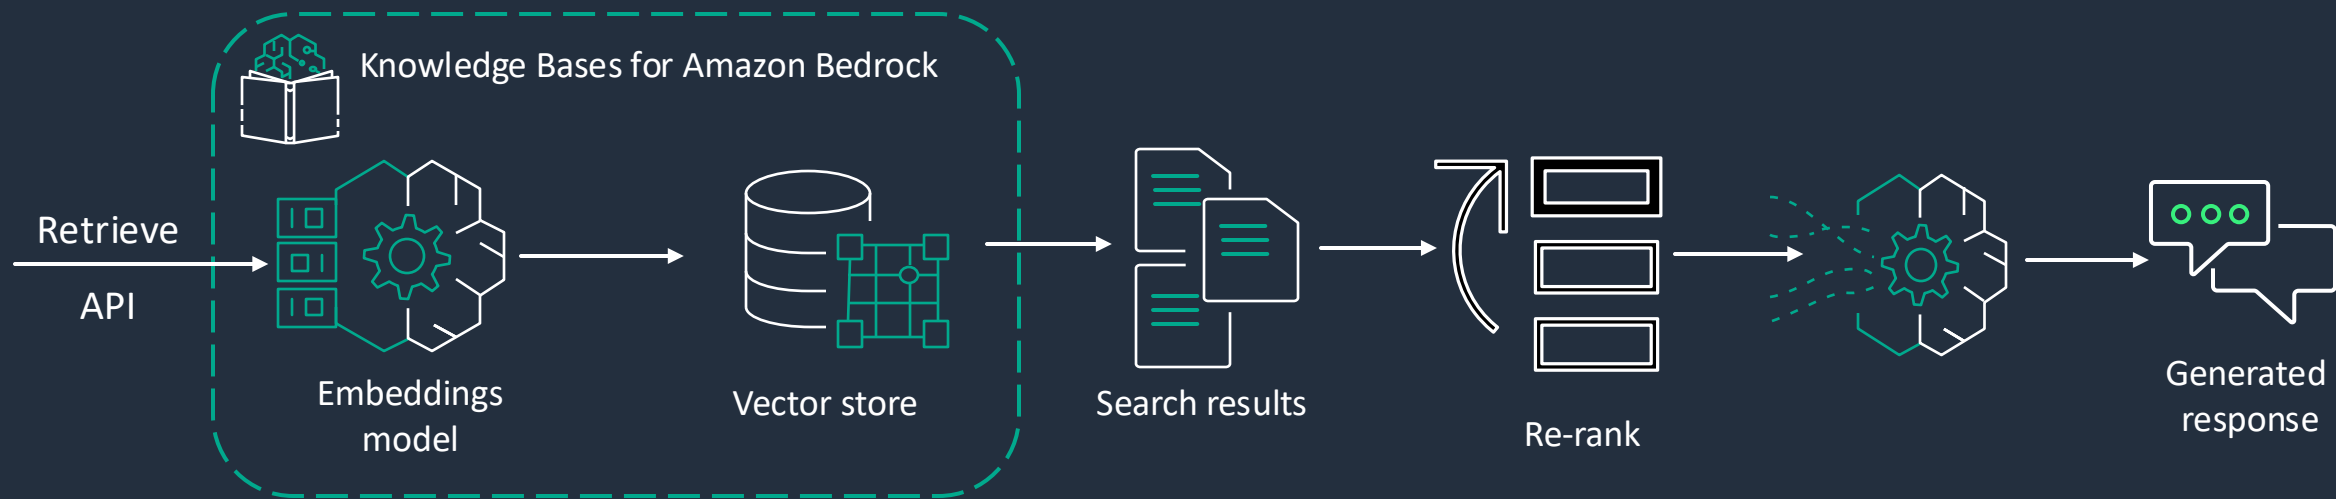 Knowledge Bases for Amazon Bedrock
Retrieve
API
Embeddings
model
Vector store
Search results
Re-rank
Generated
response